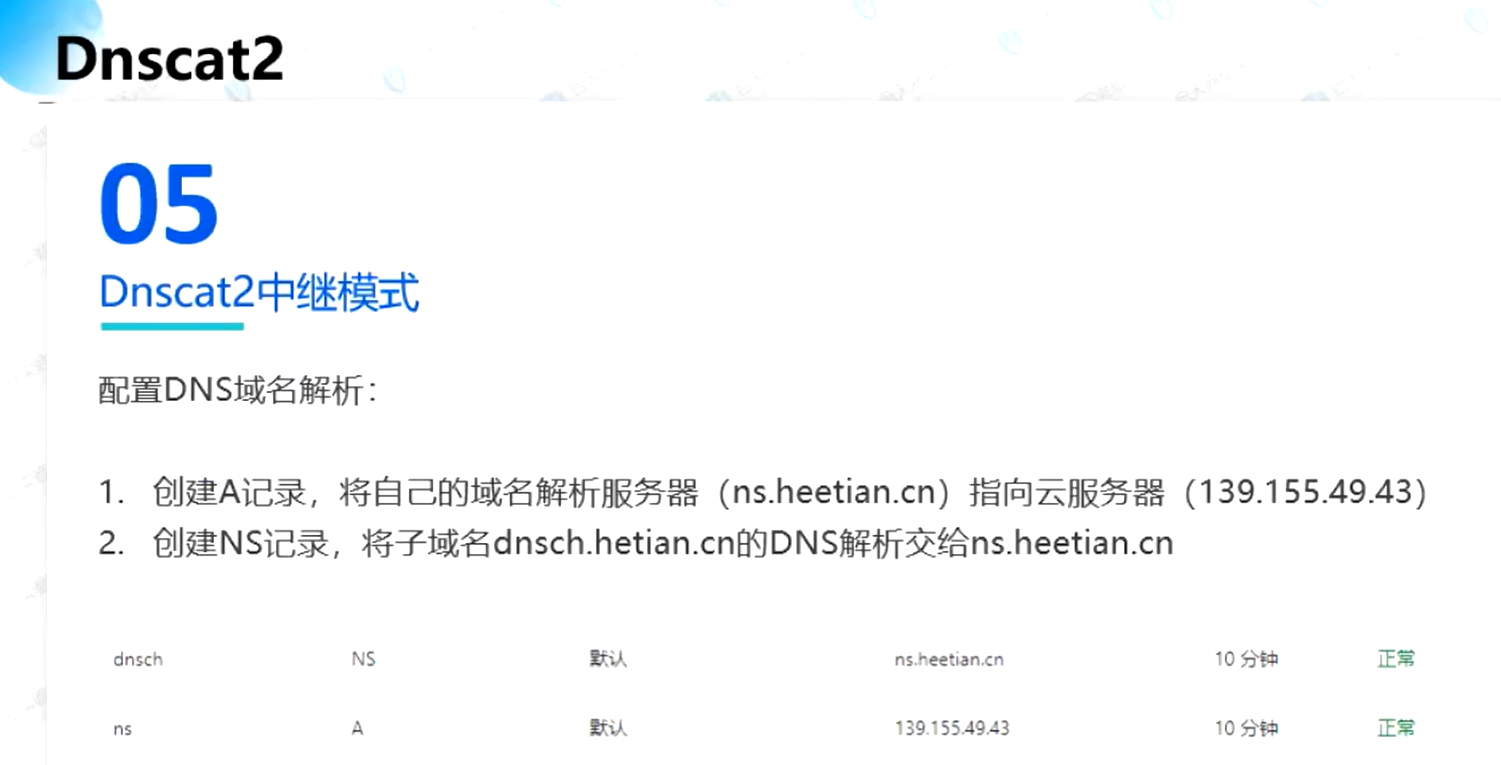 Dnscat2
05
Dnscat2中继模式
配置DNS域名解析：
1. 创建A记录，将自己的域名解析服务器（ns.heetian.cn）指向云服务器（139.155.49.43）
2. 创建NS记录，将子域名dnsch.hetian.cn的DNS解析交给ns.heetian.cn
dnsch NS 默认 ns.heetian.cn 10 分钟 正常
ns A 默认 139.155.49.43 10 分钟 正常